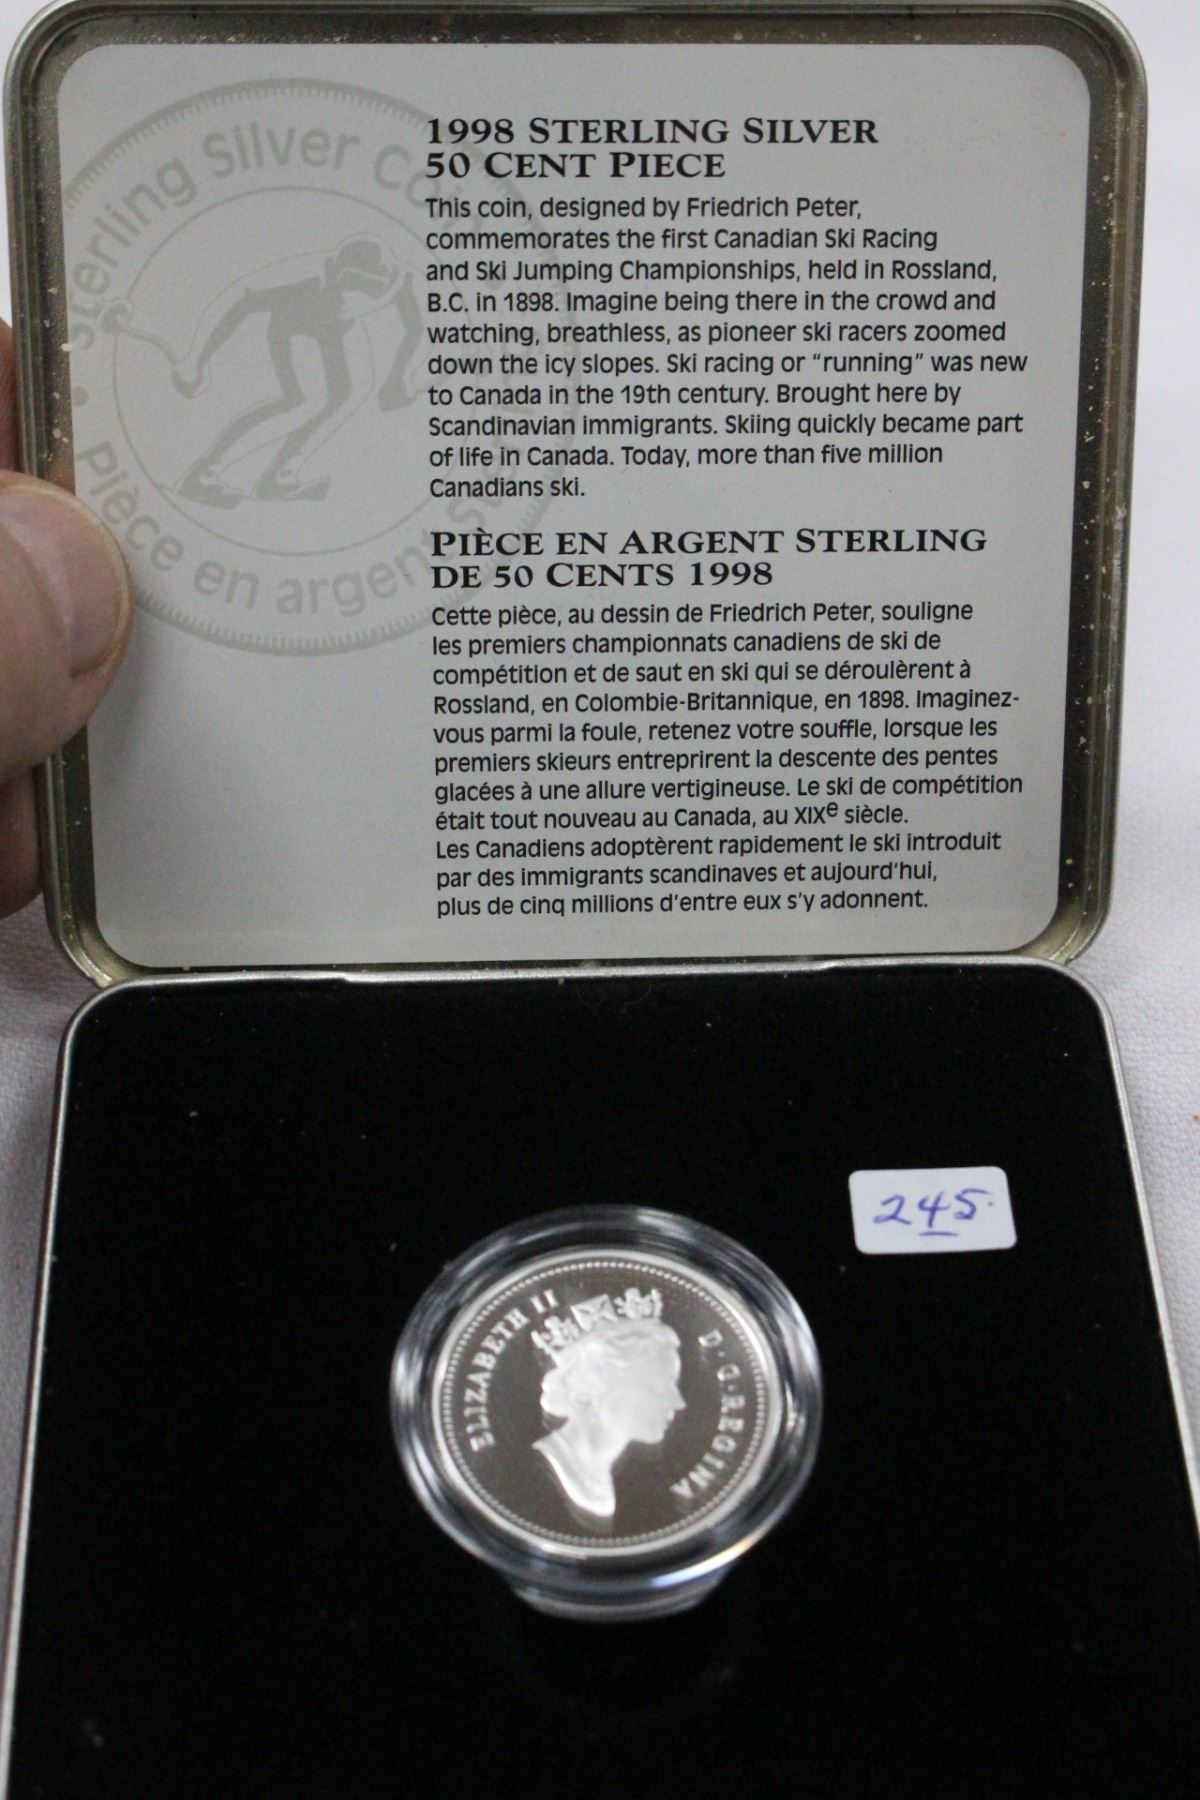 Sterling Silver Coin
Pièce en argent sterling
1998 STERLING SILVER
50 CENT PIECE
This coin, designed by Friedrich Peter,
commemorates the first Canadian Ski Racing
and Ski Jumping Championships, held in Rossland,
B.C. in 1898. Imagine being there in the crowd and
watching, breathless, as pioneer ski racers zoomed
down the icy slopes. Ski racing or “running” was new
to Canada in the 19th century. Brought here by
Scandinavian immigrants. Skiing quickly became part
of life in Canada. Today, more than five million
Canadians ski.
PIÈCE EN ARGENT STERLING
DE 50 CENTS 1998
Cette pièce, au dessin de Friedrich Peter, souligne
les premiers championnats canadiens de ski de
compétition et de saut en ski qui se déroulèrent à
Rossland, en Colombie-Britannique, en 1898. Imaginez-
vous parmi la foule, retenez votre souffle, lorsque les
premiers skieurs entreprirent la descente des pentes
glacées à une allure vertigineuse. Le ski de compétition
était tout nouveau au Canada, au XIXe siècle.
Les Canadiens adoptèrent rapidement le ski introduit
par des immigrants scandinaves et aujourd'hui,
plus de cinq millions d'entre eux s'y adonnent.
245.
ELIZABETH II D·G·REGINA